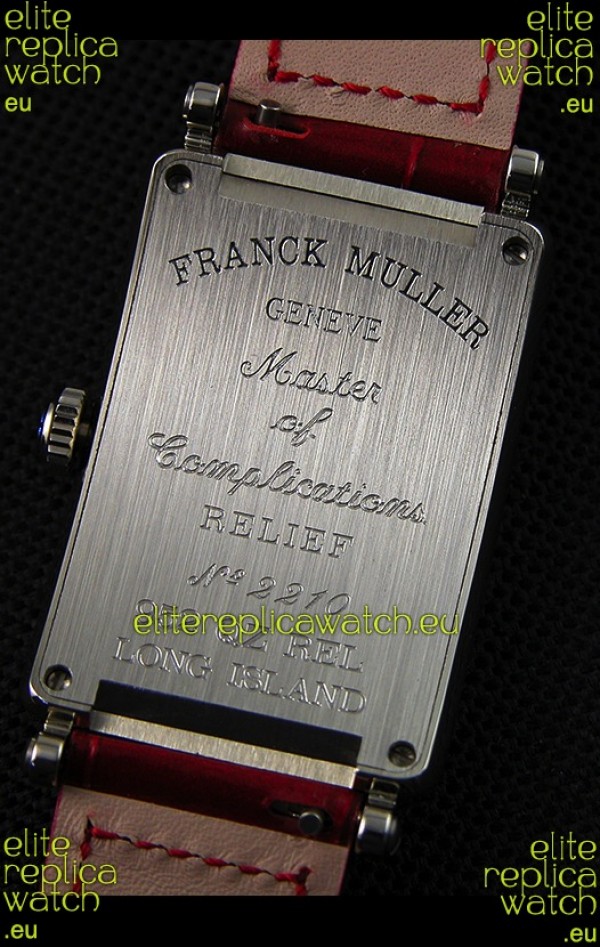 elite
replica
watch
.eu
elite
replica
watch
.eu
FRANCK MULLER
GENEVE
Master
of
Complications
RELIEF
Nº 2210
elitereplicawatch.eu
QZ REL
LONG ISLAND
elite
replica
watch
.eu
elite
replica
watch
.eu